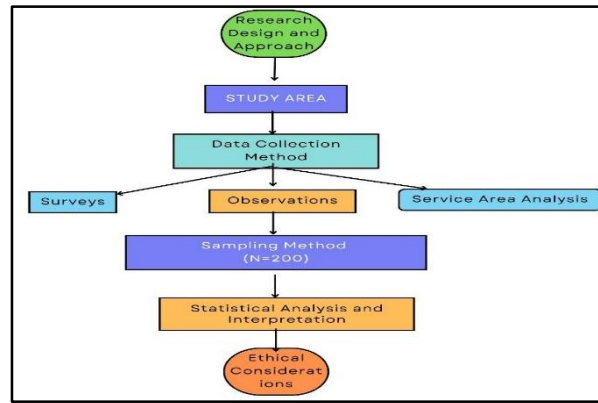 Research
Design and
Approach
STUDY AREA
Data Collection
Method
Surveys
Observations
Service Area Analysis
Sampling Method
(N=200)
Statistical Analysis and
Interpretation
Ethical
Considerat
ions